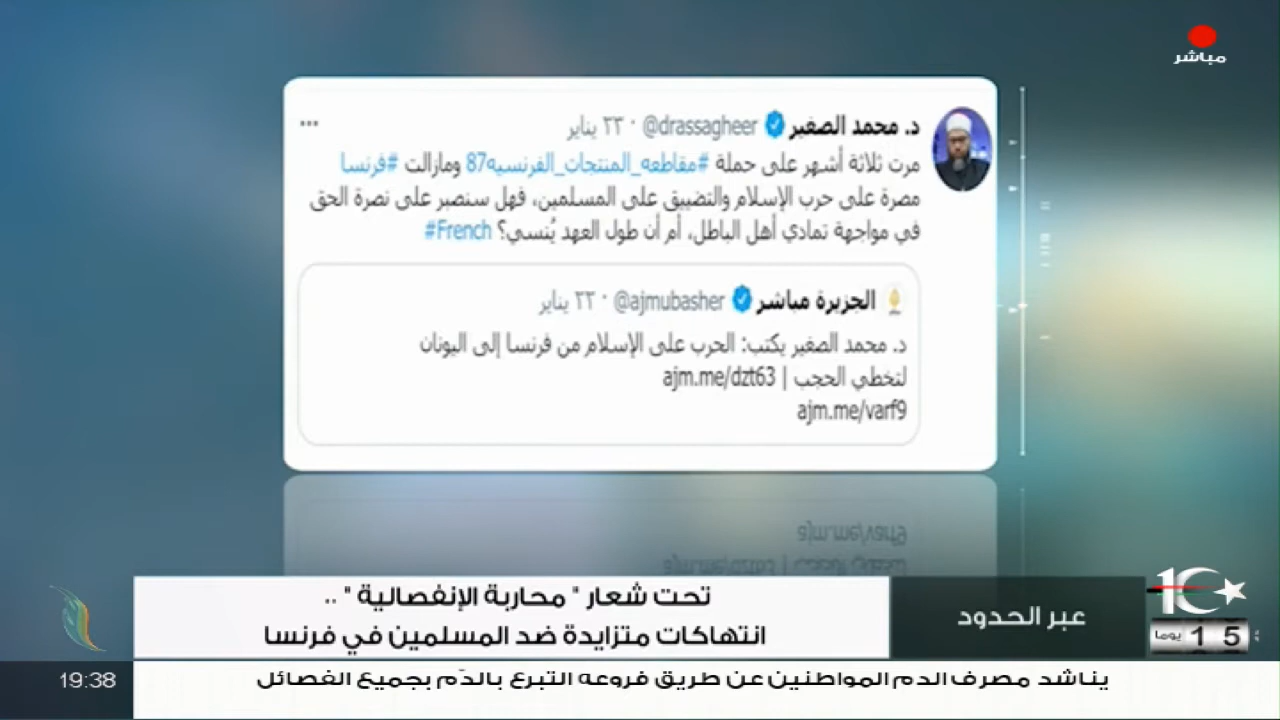 مباشر
د. محمد الصغير @drassagheer · ٢٣ يناير
مرت ثلاثة أشهر على حملة #مقاطعه_المنتجات_الفرنسيه87 ومازالت #فرنسا
مصرة على حرب الإسلام والتضييق على المسلمين، فهل سنصبر على نصرة الحق
في مواجهة تمادي أهل الباطل، أم أن طول العهد يُنسي؟ #French
الجزيرة مباشر @ajmubasher · ٢٣ يناير
د. محمد الصغير يكتب: الحرب على الإسلام من فرنسا إلى اليونان
لتخطي الحجب | ajm.me/dzt63
ajm.me/varf9
عبر الحدود
تحت شعار " محاربة الإنفصالية " ..
انتهاكات متزايدة ضد المسلمين في فرنسا
10
15 يوما
يناشد مصرف الدم المواطنين عن طريق فروعه التبرع بالدّم بجميع الفصائل
19:38